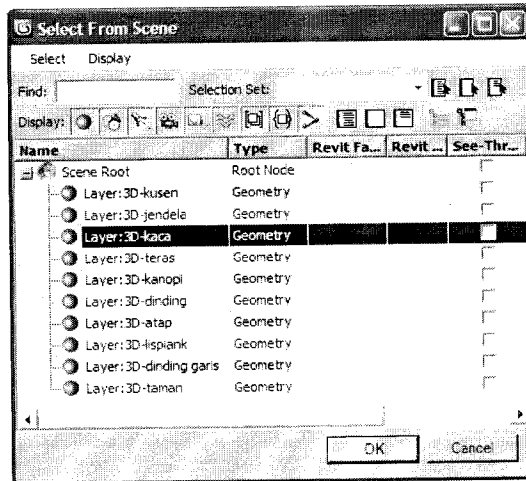 Select From Scene
Select Display
Find: Selection Set:
Display:
Name Type Revit Fa... Revit ... See-Thr...
Scene Root Root Node
Layer:3D-kusen Geometry
Layer:3D-jendela Geometry
Layer:3D-kaca Geometry
Layer:3D-teras Geometry
Layer:3D-kanopi Geometry
Layer:3D-dinding Geometry
Layer:3D-atap Geometry
Layer:3D-lisplank Geometry
Layer:3D-dinding garis Geometry
Layer:3D-taman Geometry
OK Cancel